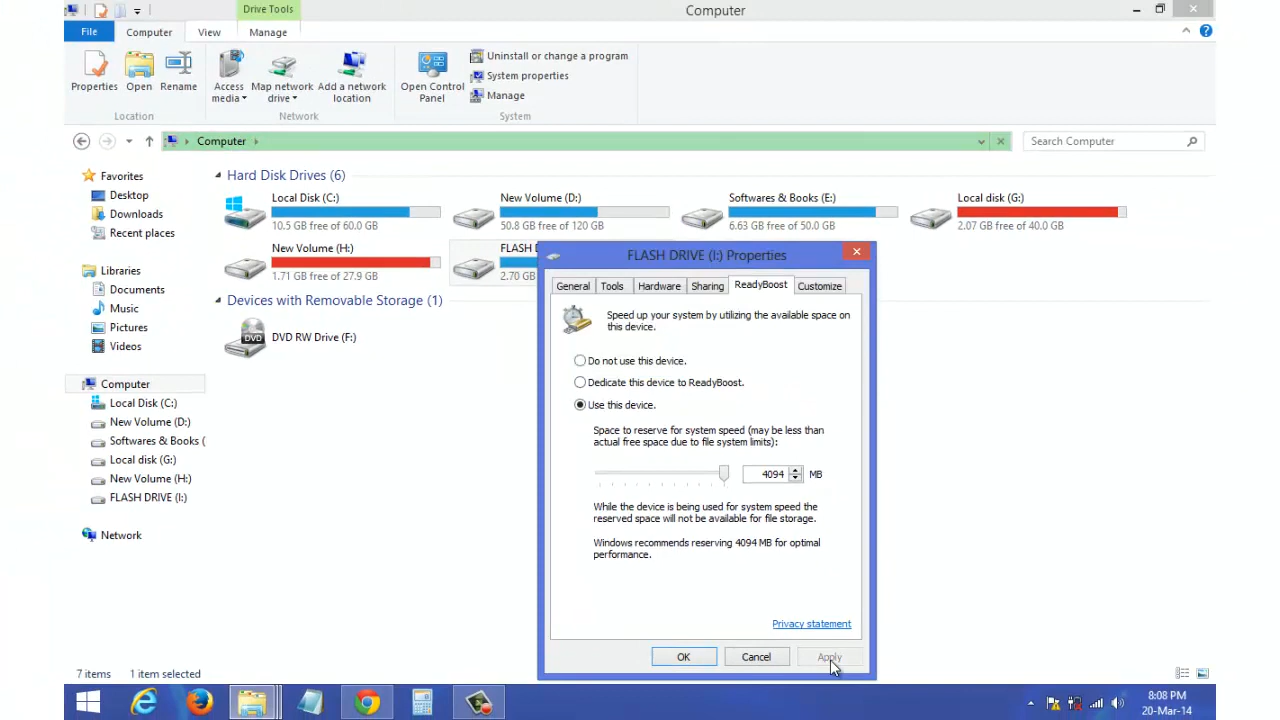 Drive Tools
Computer
File
Computer
View
Manage
Properties
Open
Rename
Access media
Map network drive
Add a network location
Open Control Panel
Uninstall or change a program
System properties
Manage
Location
Network
System
Computer
Search Computer
Favorites
Desktop
Downloads
Recent places
Libraries
Documents
Music
Pictures
Videos
Computer
Local Disk (C:)
New Volume (D:)
Softwares & Books (
Local disk (G:)
New Volume (H:)
FLASH DRIVE (I:)
Network
Hard Disk Drives (6)
Local Disk (C:)
10.5 GB free of 60.0 GB
New Volume (D:)
50.8 GB free of 120 GB
Softwares & Books (E:)
6.63 GB free of 50.0 GB
Local disk (G:)
2.07 GB free of 40.0 GB
New Volume (H:)
1.71 GB free of 27.9 GB
FLASH D
2.70 GB
Devices with Removable Storage (1)
DVD
DVD RW Drive (F:)
FLASH DRIVE (I:) Properties
General
Tools
Hardware
Sharing
ReadyBoost
Customize
Speed up your system by utilizing the available space on
this device.
Do not use this device.
Dedicate this device to ReadyBoost.
Use this device.
Space to reserve for system speed (may be less than
actual free space due to file system limits):
4094 MB
While the device is being used for system speed the
reserved space will not be available for file storage.
Windows recommends reserving 4094 MB for optimal
performance.
Privacy statement
OK
Cancel
Apply
7 items
1 item selected
8:08 PM
20-Mar-14